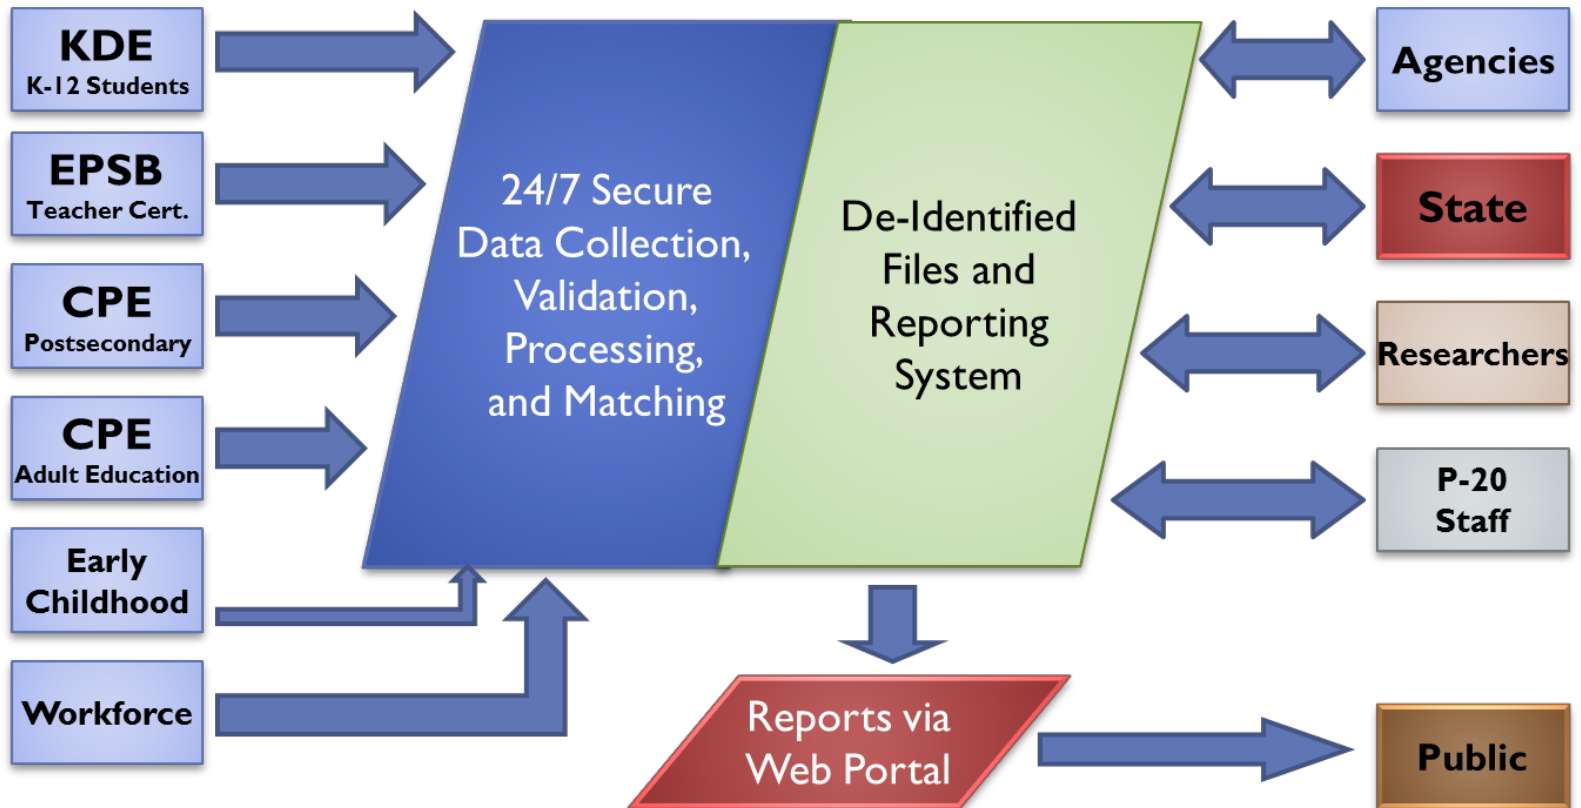 KDE
K-12 Students
EPSB
Teacher Cert.
CPE
Postsecondary
CPE
Adult Education
Early
Childhood
Workforce
24/7 Secure
Data Collection,
Validation,
Processing,
and Matching
De-Identified
Files and
Reporting
System
Reports via
Web Portal
Agencies
State
Researchers
P-20
Staff
Public